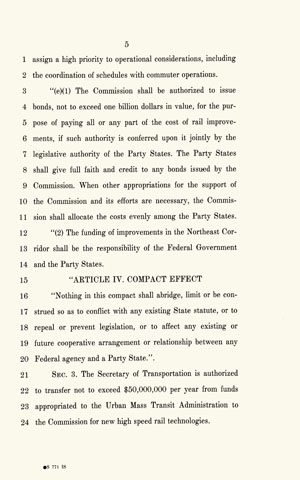 5
1 assign a high priority to operational considerations, including
2 the coordination of schedules with commuter operations.
3 "(e)(1) The Commission shall be authorized to issue
4 bonds, not to exceed one billion dollars in value, for the pur-
5 pose of paying all or any part of the cost of rail improve-
6 ments, if such authority is conferred upon it jointly by the
7 legislative authority of the Party States. The Party States
8 shall give full faith and credit to any bonds issued by the
9 Commission. When other appropriations for the support of
10 the Commission and its efforts are necessary, the Commis-
11 sion shall allocate the costs evenly among the Party States.
12 "(2) The funding of improvements in the Northeast Cor-
13 ridor shall be the responsibility of the Federal Government
14 and the Party States.
15 "ARTICLE IV. COMPACT EFFECT
16 "Nothing in this compact shall abridge, limit or be con-
17 strued so as to conflict with any existing State statute, or to
18 repeal or prevent legislation, or to affect any existing or
19 future cooperative arrangement or relationship between any
20 Federal agency and a Party State.".
21 SEC. 3. The Secretary of Transportation is authorized
22 to transfer not to exceed $50,000,000 per year from funds
23 appropriated to the Urban Mass Transit Administration to
24 the Commission for new high speed rail technologies.
●S 771 IS